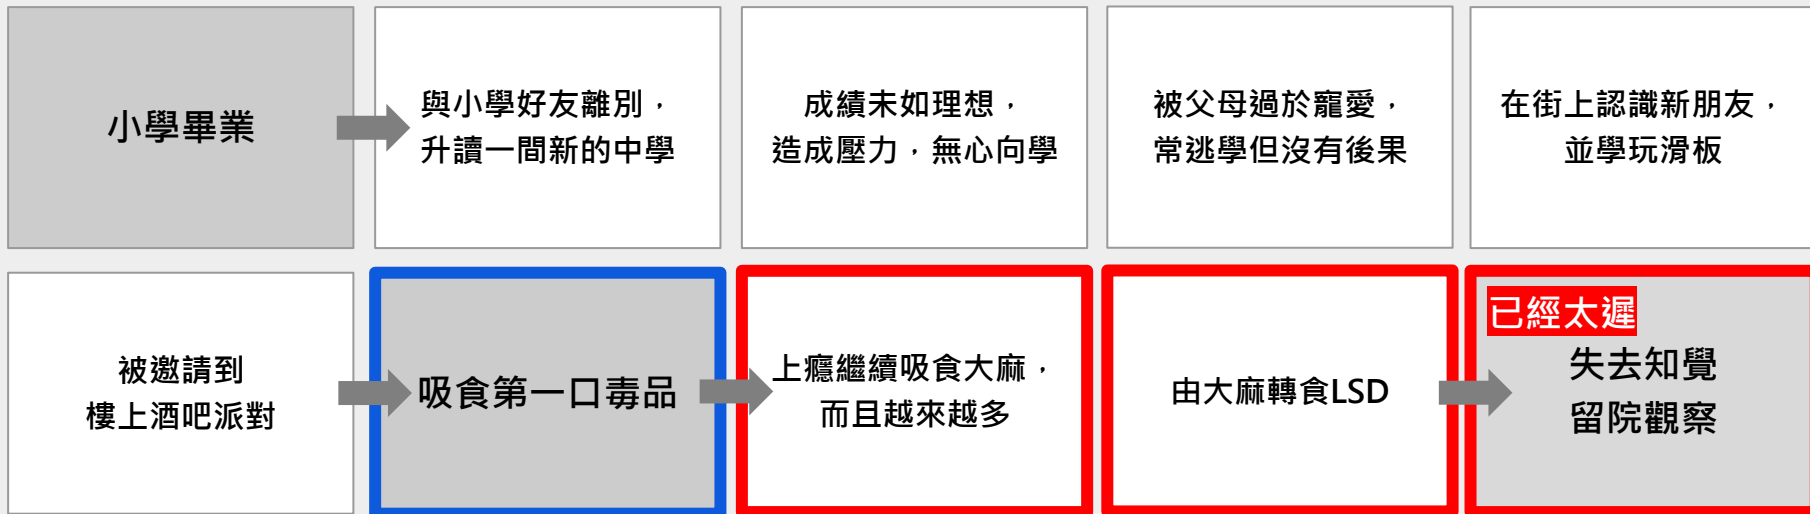 小學畢業
與小學好友離別，
升讀一間新的中學
成績未如理想，
造成壓力，無心向學
被父母過於寵愛，
常逃學但沒有後果
在街上認識新朋友，
並學玩滑板
被邀請到
樓上酒吧派對
吸食第一口毒品
上癮繼續吸食大麻，
而且越來越多
由大麻轉食LSD
已經太遲
失去知覺
留院觀察